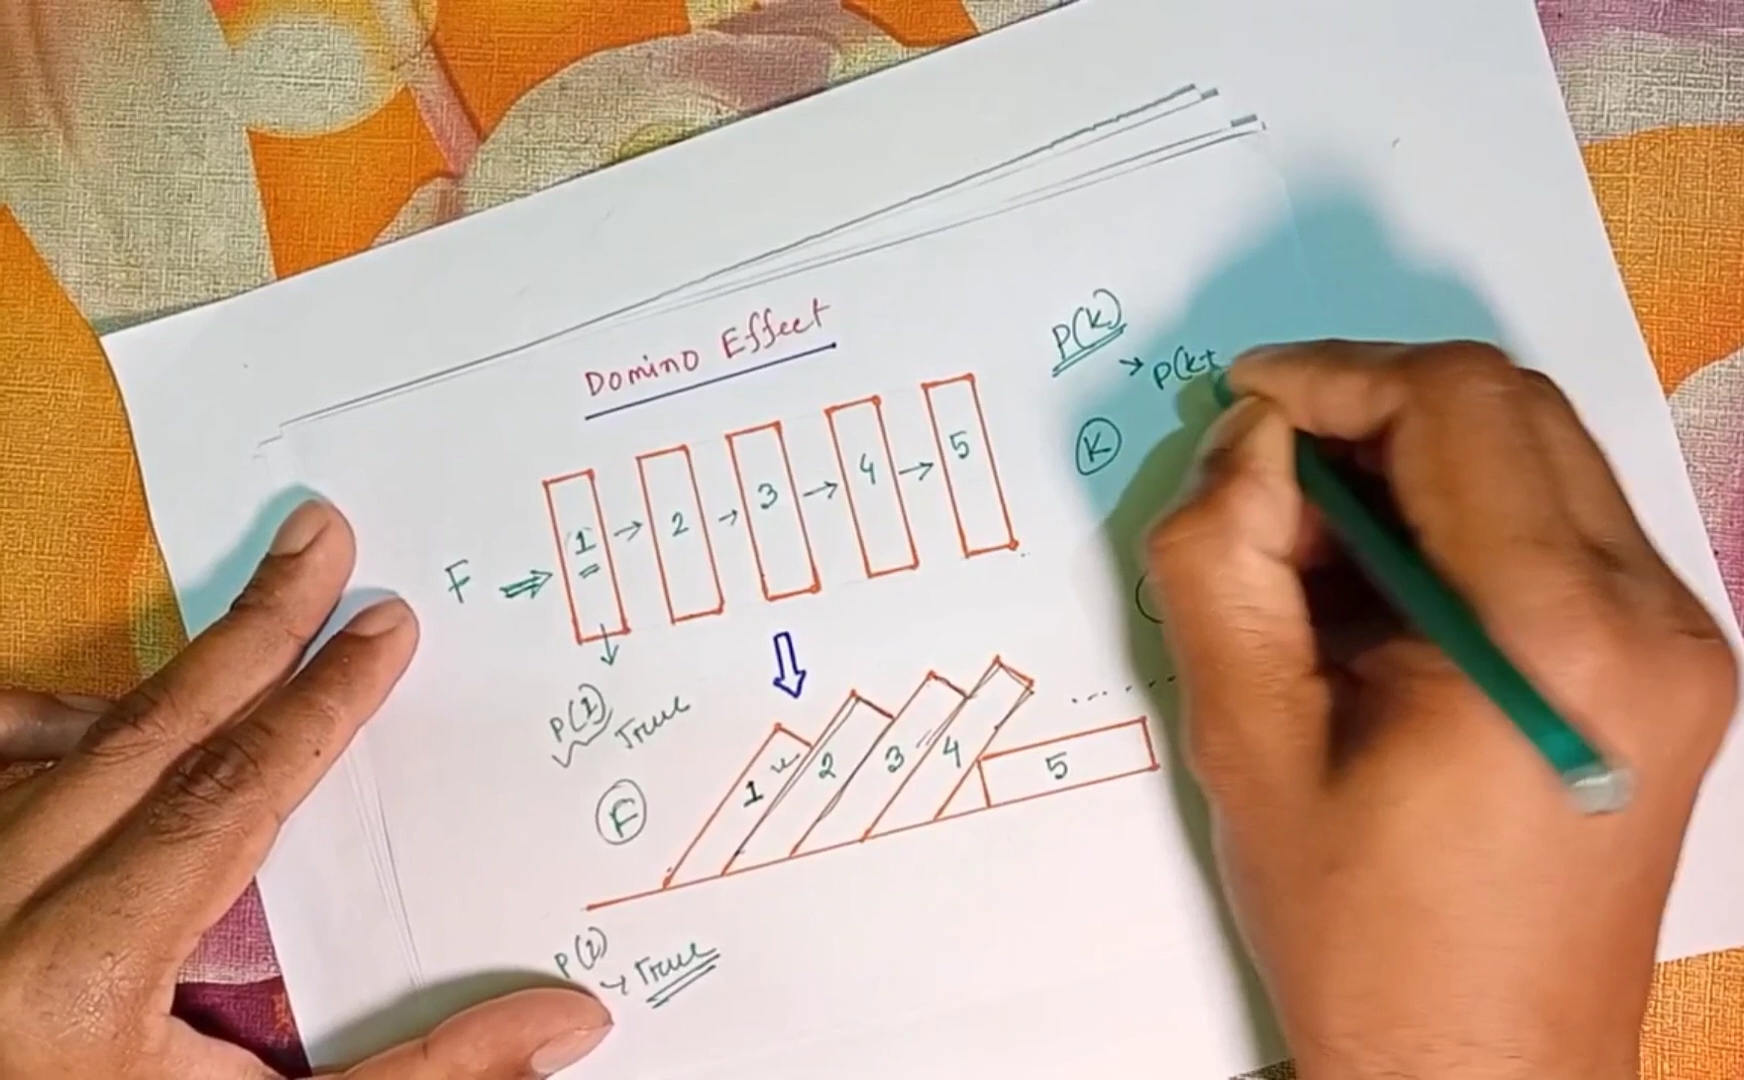 Domino Effect
F ⇒ 1 → 2 → 3 → 4 → 5
P(1) True
F
1 2 3 4 5
P(1)
True
P(k)
→ P(k+
K